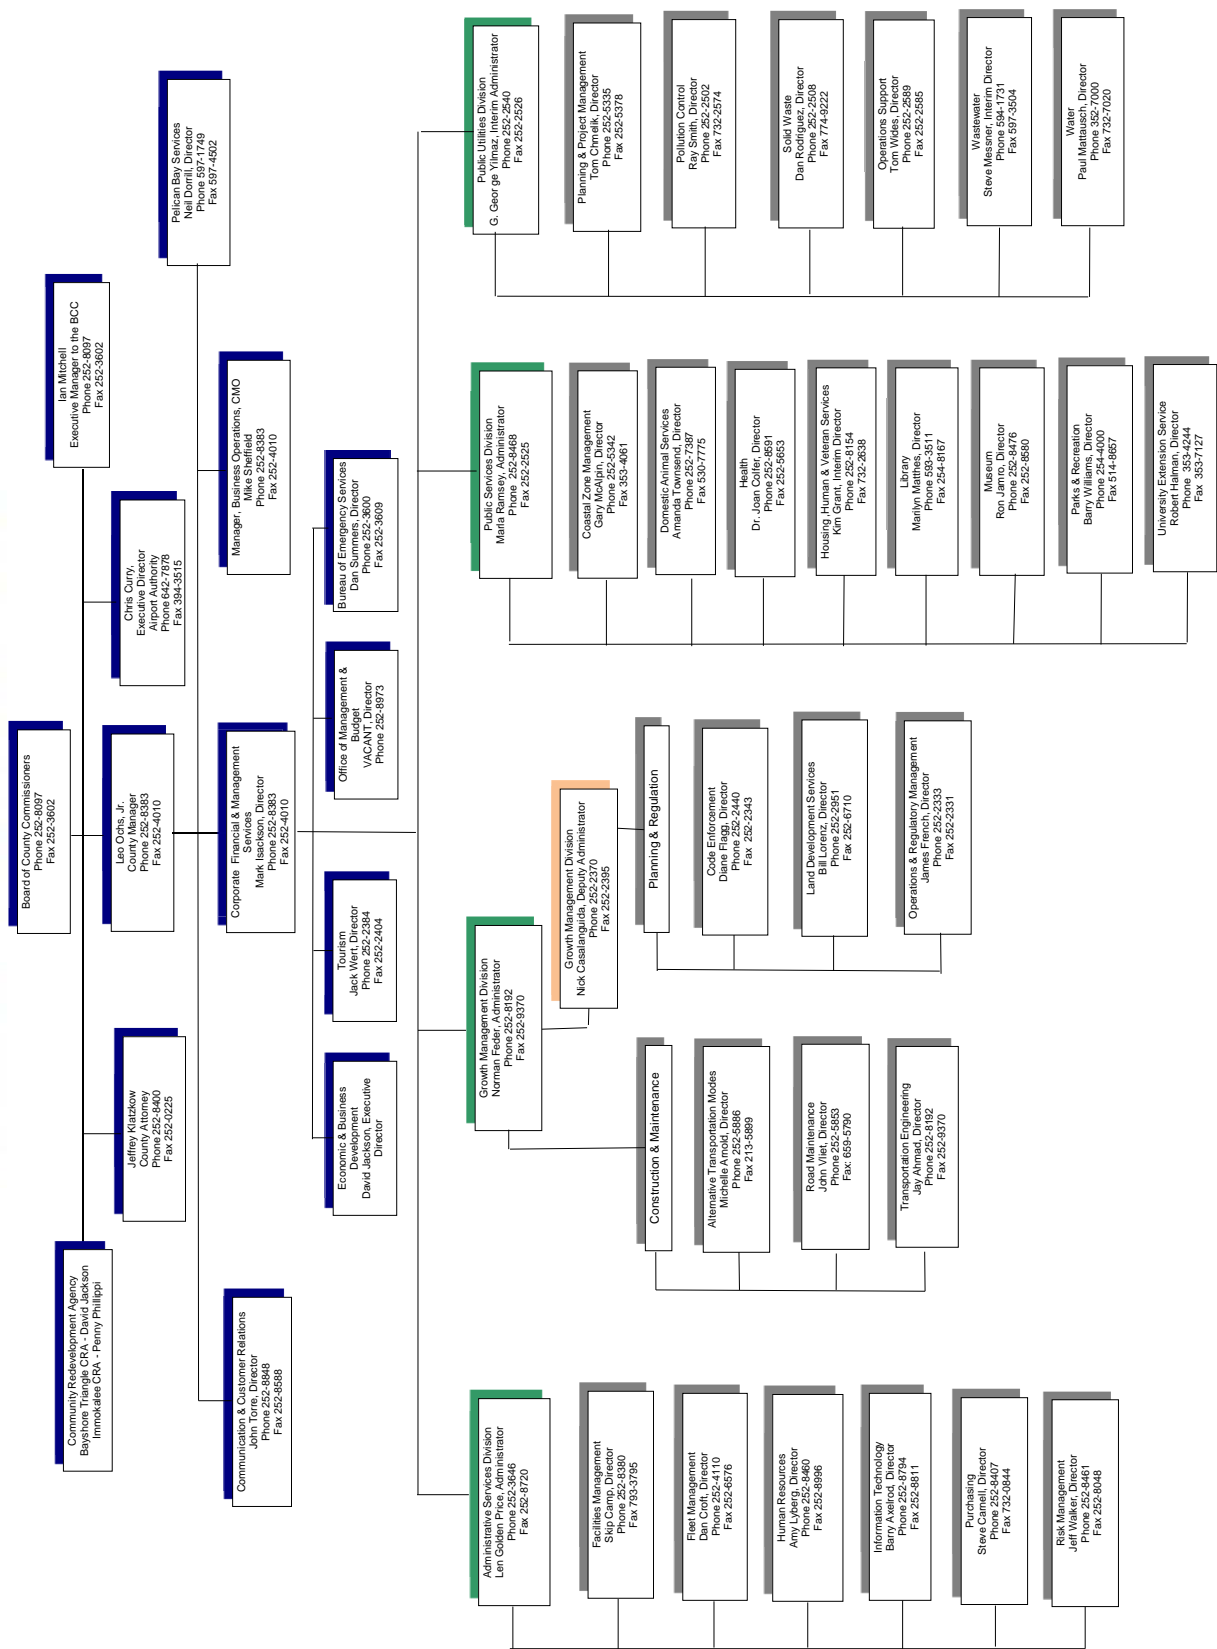 Board of County Commissioners
Phone 252-8097
Fax 252-3602
Community Redevelopment Agency
Bayshore Triangle CRA - David Jackson
Immokalee CRA - Penny Phillippi
Jeffrey Klatzkow
County Attorney
Phone 252-8400
Fax 252-0225
Leo Ochs, Jr.
County Manager
Phone 252-8383
Fax 252-4010
Chris Curry,
Executive Director
Airport Authority
Phone 642-7878
Fax 394-3515
Ian Mitchell
Executive Manager to the BCC
Phone 252-8097
Fax 252-3602
Communication & Customer Relations
John Torre, Director
Phone 252-8848
Fax 252-8588
Corporate Financial & Management
Services
Mark Isackson, Director
Phone 252-8383
Fax 252-4010
Manager, Business Operations, CMO
Mike Sheffield
Phone 252-8383
Fax 252-4010
Pelican Bay Services
Neil Dorrill, Director
Phone 597-1749
Fax 597-4502
Economic & Business
Development
David Jackson, Executive
Director
Tourism
Jack Wert, Director
Phone 252-2384
Fax 252-2404
Office of Management &
Budget
VACANT, Director
Phone 252-8973
Bureau of Emergency Services
Dan Summers, Director
Phone 252-3600
Fax 252-3609
Administrative Services Division
Len Golden Price, Administrator
Phone 252-3646
Fax 252-8720
Facilities Management
Skip Camp, Director
Phone 252-8380
Fax 793-3795
Fleet Management
Dan Croft, Director
Phone 252-4110
Fax 252-6576
Human Resources
Amy Lyberg, Director
Phone 252-8460
Fax 252-8996
Information Technology
Barry Axelrod, Director
Phone 252-8794
Fax 252-8811
Purchasing
Steve Carnell, Director
Phone 252-8407
Fax 732-0844
Risk Management
Jeff Walker, Director
Phone 252-8461
Fax 252-8048
Growth Management Division
Norman Feder, Administrator
Phone 252-8192
Fax 252-9370
Growth Management Division
Nick Casalanguida, Deputy Administrator
Phone 252-2370
Fax 252-2395
Construction & Maintenance
Alternative Transportation Modes
Michelle Arnold, Director
Phone 252-5886
Fax 213-5899
Road Maintenance
John Vliet, Director
Phone 252-5853
Fax: 659-5790
Transportation Engineering
Jay Ahmad, Director
Phone 252-8192
Fax 252-9370
Planning & Regulation
Code Enforcement
Diane Flagg, Director
Phone 252-2440
Fax 252-2343
Land Development Services
Bill Lorenz, Director
Phone 252-2951
Fax 252-6710
Operations & Regulatory Management
James French, Director
Phone 252-2333
Fax 252-2331
Public Services Division
Marla Ramsey, Administrator
Phone 252-8468
Fax 252-2525
Coastal Zone Management
Gary McAlpin, Director
Phone 252-5342
Fax 353-4061
Domestic Animal Services
Amanda Townsend, Director
Phone 252-7387
Fax 530-7775
Health
Dr. Joan Colfer, Director
Phone 252-8591
Fax 252-5653
Housing ,Human & Veteran Services
Kim Grant, Interim Director
Phone 252-8154
Fax 732-2638
Library
Marilyn Matthes, Director
Phone 593-3511
Fax 254-8167
Museum
Ron Jamro, Director
Phone 252-8476
Fax 252-8580
Parks & Recreation
Barry Williams, Director
Phone 254-4000
Fax 514-8657
University Extension Service
Robert Halman, Director
Phone 353-4244
Fax 353-7127
Public Utilities Division
G. George Yilmaz, Interim Administrator
Phone 252-2540
Fax 252-2526
Planning & Project Management
Tom Chmelik, Director
Phone 252-5335
Fax 252-5378
Pollution Control
Ray Smith, Director
Phone 252-2502
Fax 732-2574
Solid Waste
Dan Rodriguez, Director
Phone 252-2508
Fax 774-9222
Operations Support
Tom Wides, Director
Phone 252-2589
Fax 252-2585
Wastewater
Steve Messner, Interim Director
Phone 594-1731
Fax 597-3504
Water
Paul Mattausch, Director
Phone 352-7000
Fax 732-7020